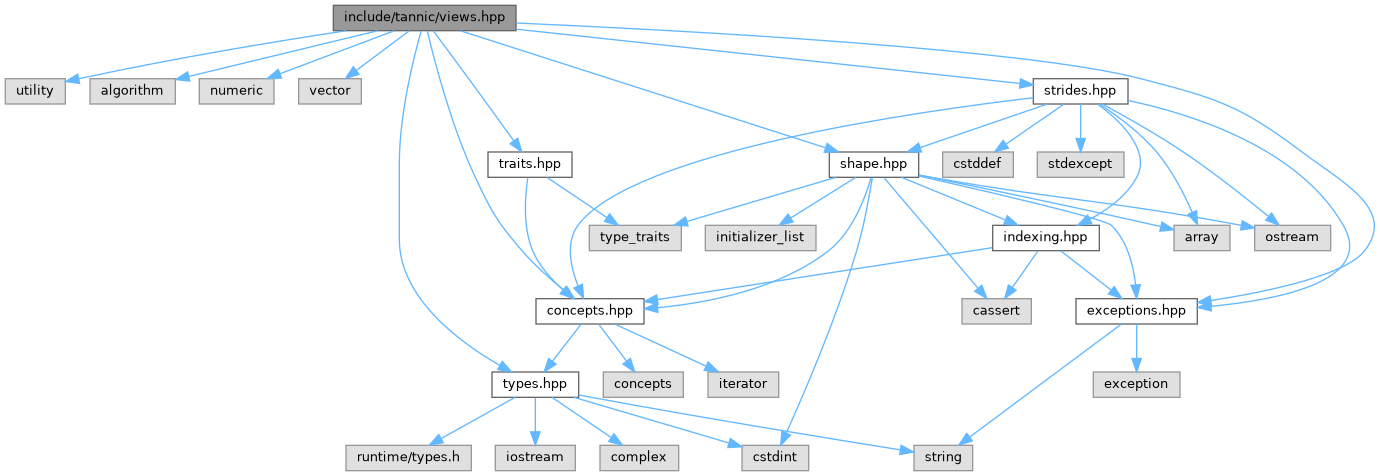 include/tannic/views.hpp
utility
algorithm
numeric
vector
strides.hpp
traits.hpp
shape.hpp
cstddef
stdexcept
type_traits
initializer_list
indexing.hpp
array
ostream
concepts.hpp
cassert
exceptions.hpp
types.hpp
concepts
iterator
exception
runtime/types.h
iostream
complex
cstdint
string